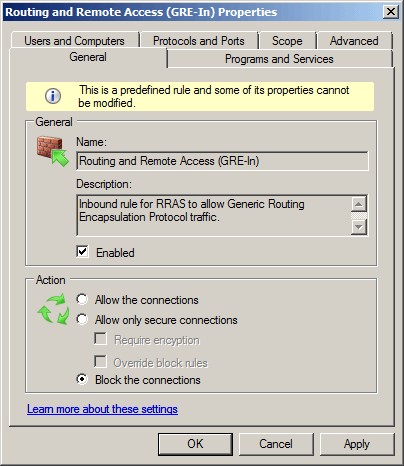 Routing and Remote Access (GRE-In) Properties
Users and Computers
Protocols and Ports
Scope
Advanced
General
Programs and Services
This is a predefined rule and some of its properties cannot
be modified.
General
Name:
Routing and Remote Access (GRE-In)
Description:
Inbound rule for RRAS to allow Generic Routing
Encapsulation Protocol traffic.
Enabled
Action
Allow the connections
Allow only secure connections
Require encyption
Override block rules
Block the connections
Learn more about these settings
OK
Cancel
Apply